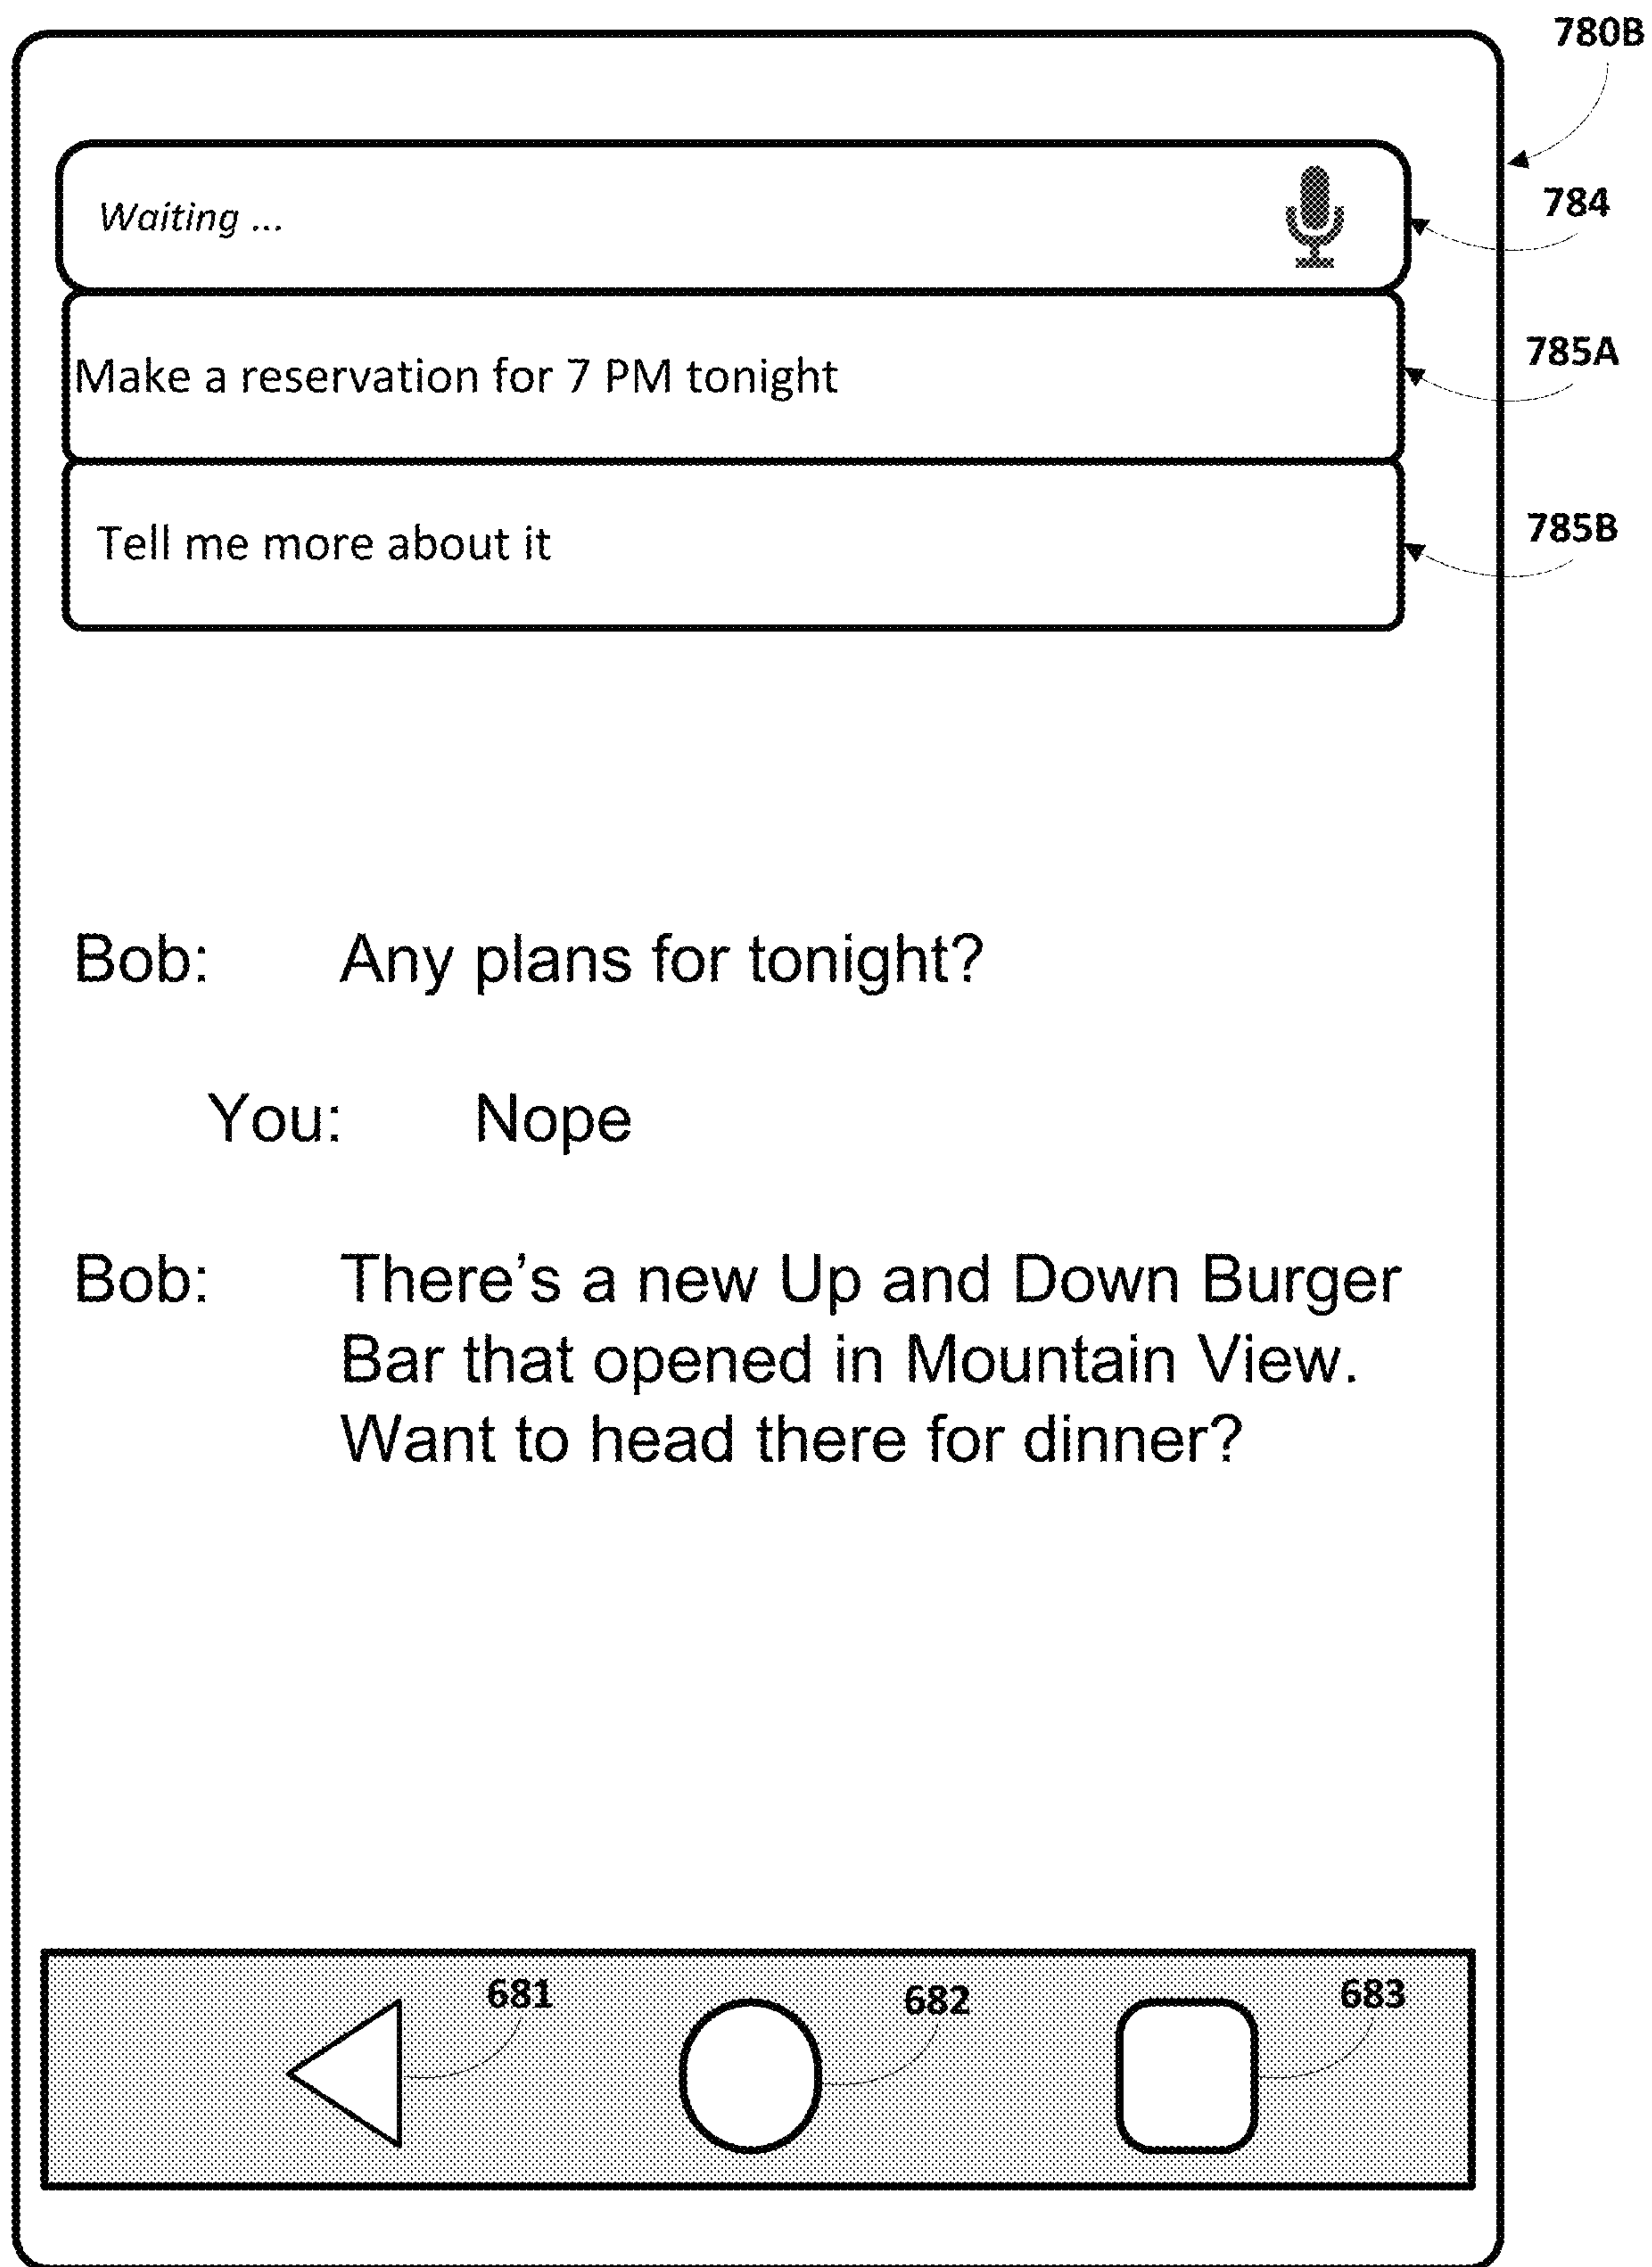 780B
Waiting ...
784
Make a reservation for 7 PM tonight
785A
Tell me more about it
785B
Bob: Any plans for tonight?
You: Nope
Bob: There's a new Up and Down Burger
Bar that opened in Mountain View.
Want to head there for dinner?
681
682
683